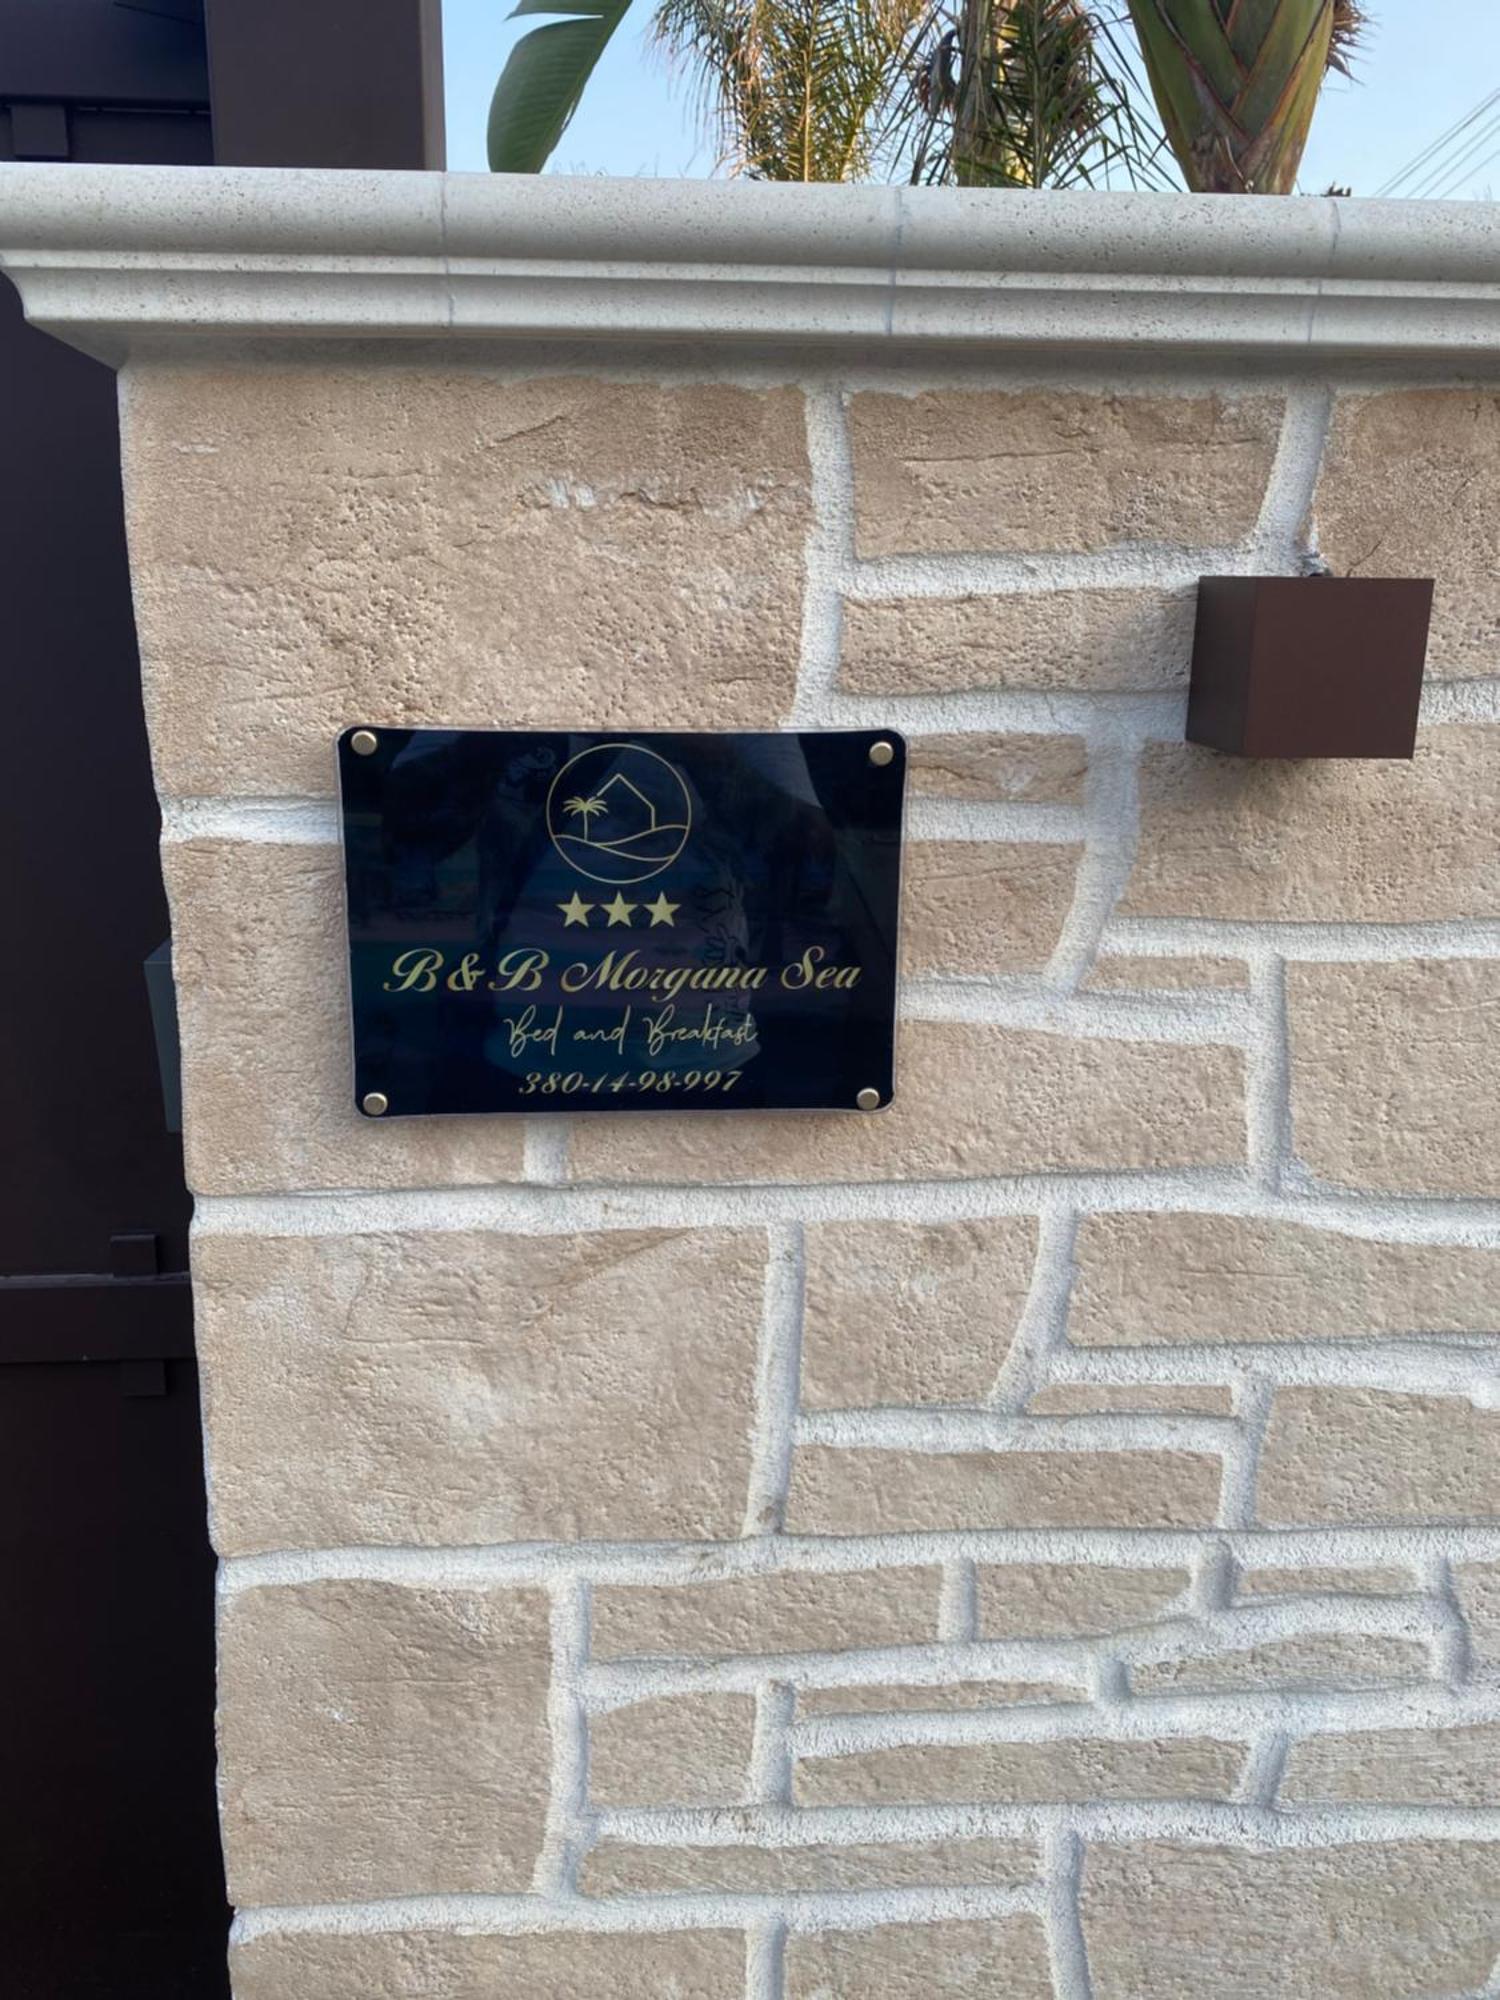 B&B Morgana Sea
Bed and Breakfast
380-14-98-997